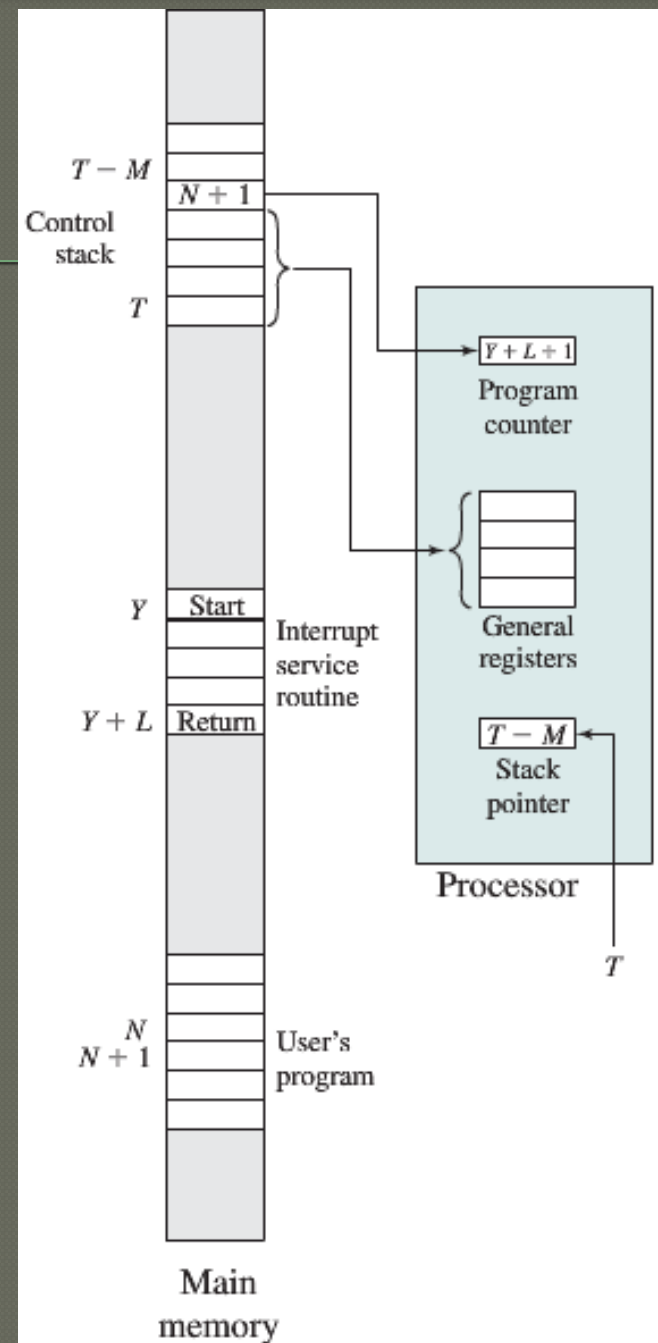 T − M
N + 1
Control
stack
T
Y + L + 1
Program
counter
Y
Start
Interrupt
service
routine
General
registers
Y + L
Return
T − M
Stack
pointer
Processor
T
N
N + 1
User's
program
Main
memory